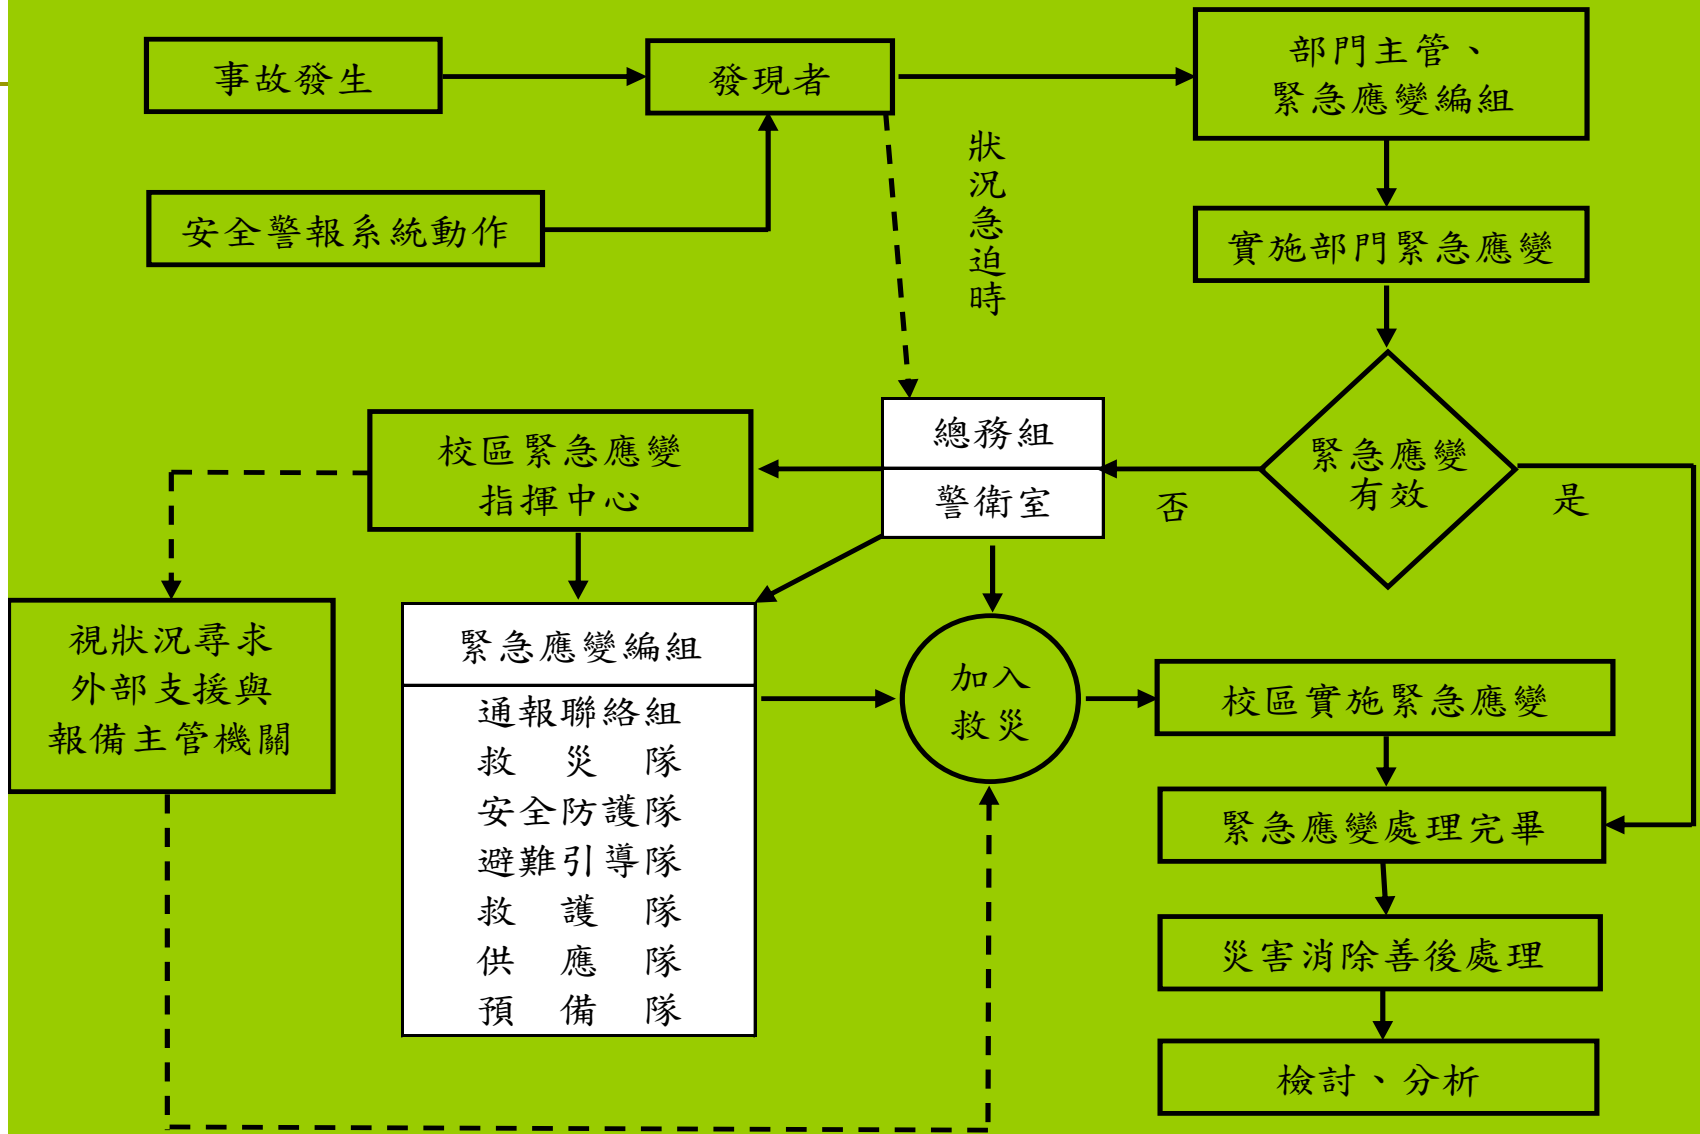 事故發生
發現者
部門主管、
緊急應變編組
狀況急迫時
安全警報系統動作
實施部門緊急應變
校區緊急應變
指揮中心
總務組
警衛室
否
緊急應變
有效
是
視狀況尋求
外部支援與
報備主管機關
緊急應變編組
通報聯絡組
救災隊
安全防護隊
避難引導隊
救護隊
供應隊
預備隊
加入
救災
校區實施緊急應變
緊急應變處理完畢
災害消除善後處理
檢討、分析